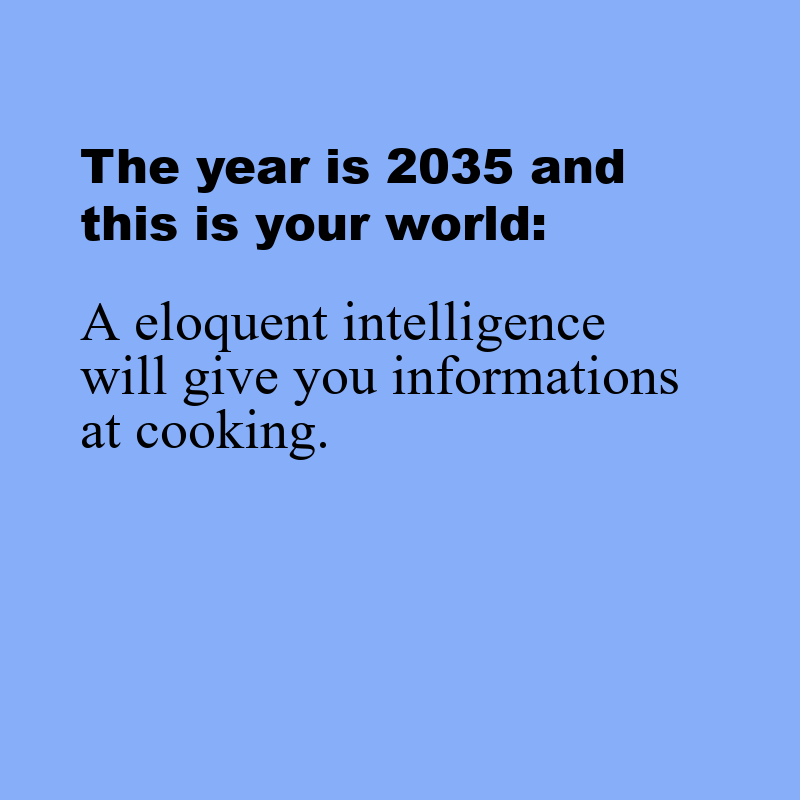 The year is 2035 and
this is your world:
A eloquent intelligence
will give you informations
at cooking.